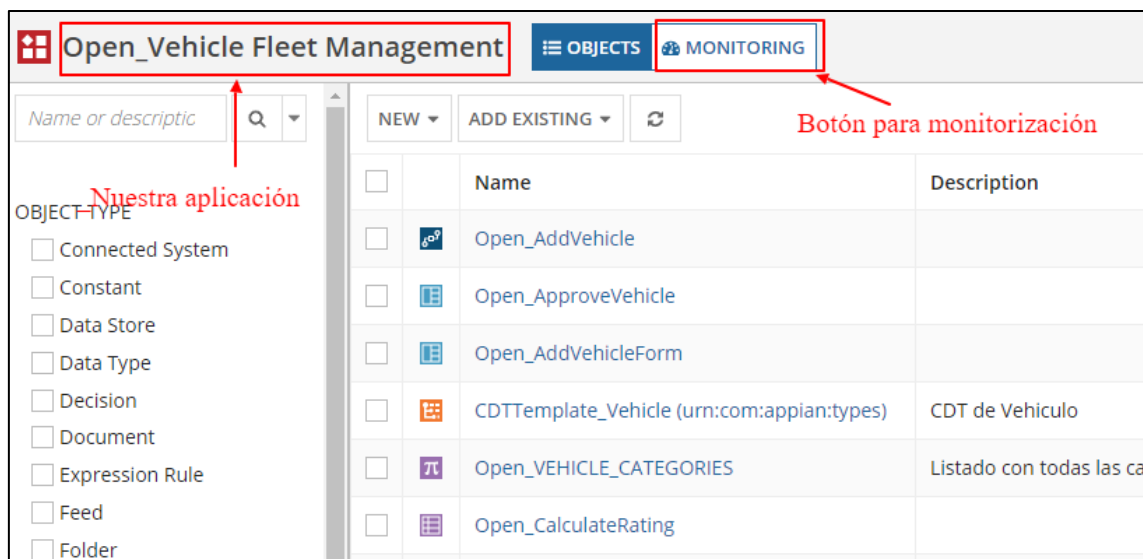 Open_Vehicle Fleet Management OBJECTS MONITORING
Name or descriptic
NEW ADD EXISTING
Botón para monitorización
Nuestra aplicación
OBJECT TYPE
Connected System
Constant
Data Store
Data Type
Decision
Document
Expression Rule
Feed
Folder
Name Description
Open_AddVehicle
Open_ApproveVehicle
Open_AddVehicleForm
CDTTemplate_Vehicle (urn:com:appian:types) CDT de Vehiculo
π Open_VEHICLE_CATEGORIES Listado con todas las ca
Open_CalculateRating